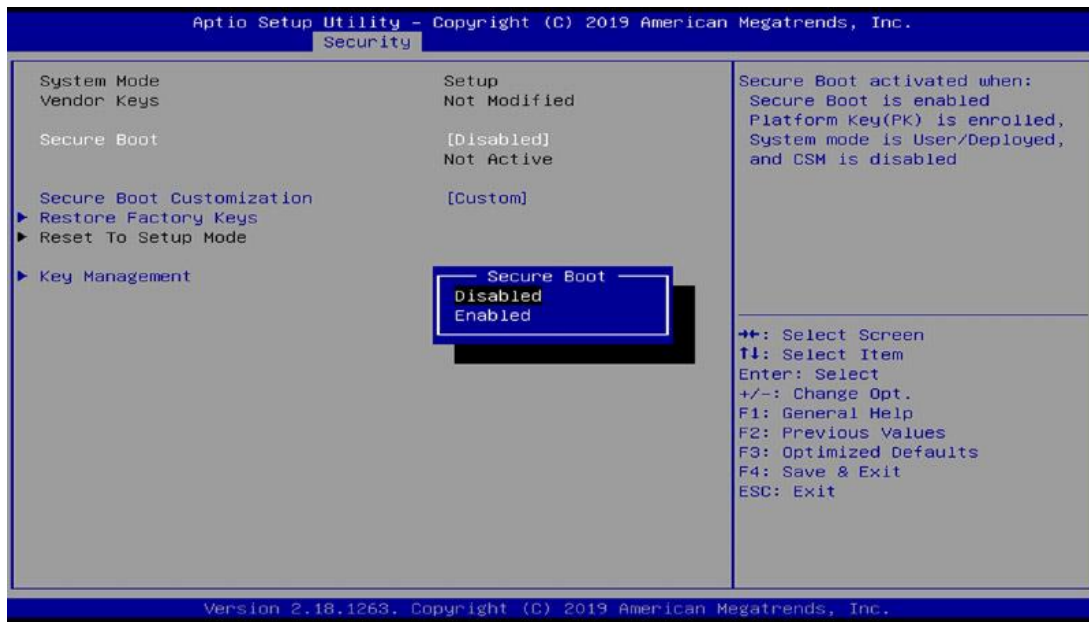 Aptio Setup Utility – Copyright (C) 2019 American Megatrends, Inc.
Security
System Mode Setup
Vendor Keys Not Modified
Secure Boot [Disabled]
Not Active
Secure Boot Customization [Custom]
▶ Restore Factory Keys
▶ Reset To Setup Mode
▶ Key Management
Secure Boot
Disabled
Enabled
Secure Boot activated when:
Secure Boot is enabled
Platform Key(PK) is enrolled,
System mode is User/Deployed,
and CSM is disabled
→←: Select Screen
↑↓: Select Item
Enter: Select
+/-: Change Opt.
F1: General Help
F2: Previous Values
F3: Optimized Defaults
F4: Save & Exit
ESC: Exit
Version 2.18.1263. Copyright (C) 2019 American Megatrends, Inc.